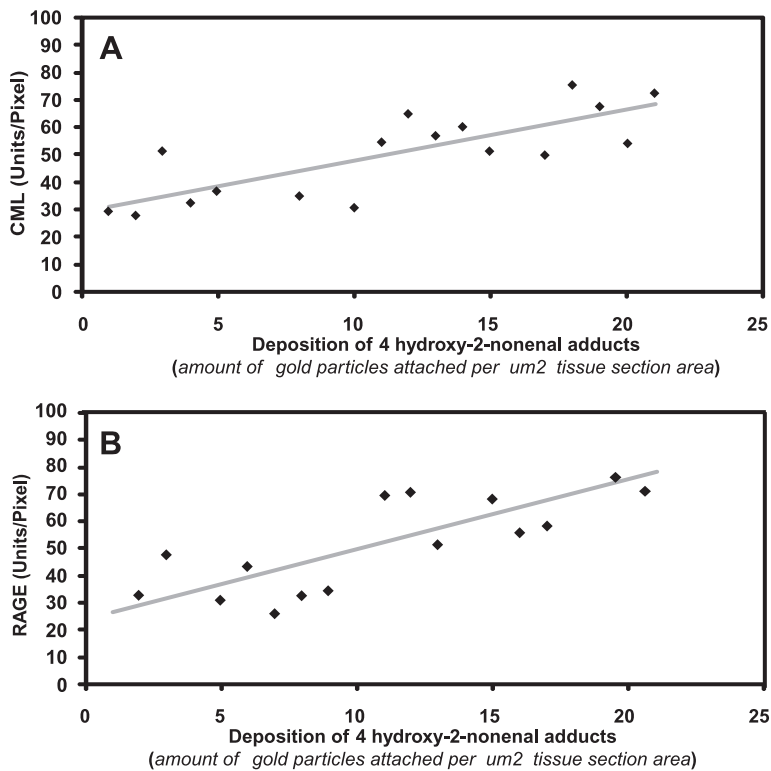 100
90
80
70
60
50
40
30
20
10
0
A
CML (Units/Pixel)
0 5 10 15 20 25
Deposition of 4 hydroxy-2-nonenal adducts
(amount of gold particles attached per um2 tissue section area)
100
90
80
70
60
50
40
30
20
10
0
B
RAGE (Units/Pixel)
0 5 10 15 20 25
Deposition of 4 hydroxy-2-nonenal adducts
(amount of gold particles attached per um2 tissue section area)